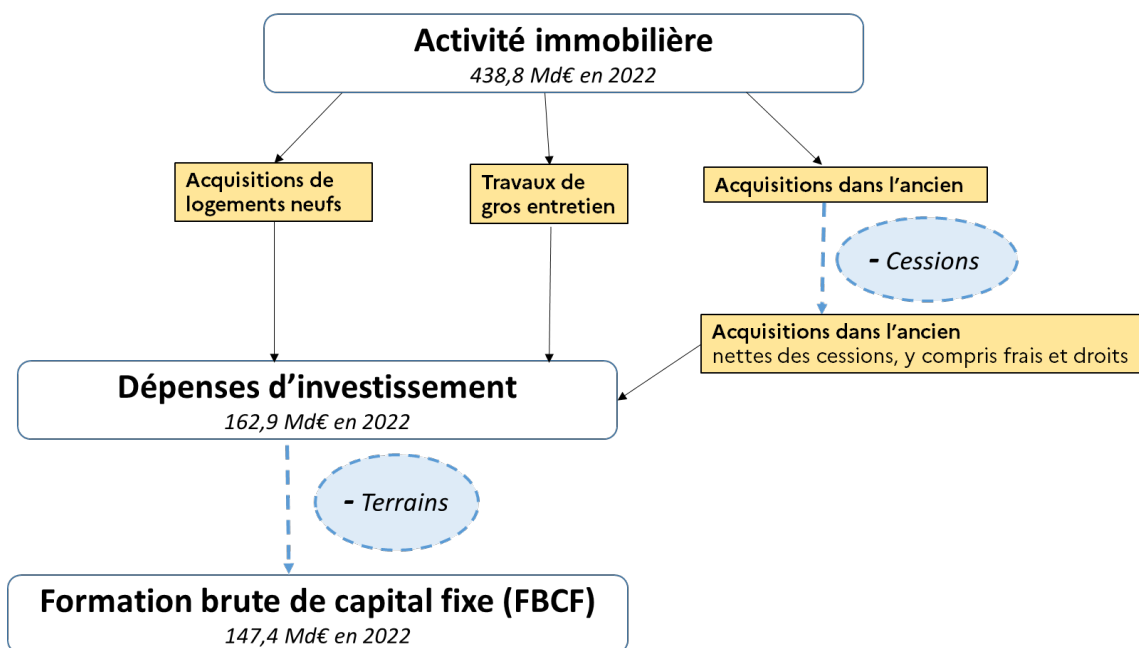 Activité immobilière
438,8 Md€ en 2022
Acquisitions de
logements neufs
Travaux de
gros entretien
Acquisitions dans l'ancien
- Cessions
Acquisitions dans l'ancien
nettes des cessions, y compris frais et droits
Dépenses d'investissement
162,9 Md€ en 2022
- Terrains
Formation brute de capital fixe (FBCF)
147,4 Md€ en 2022